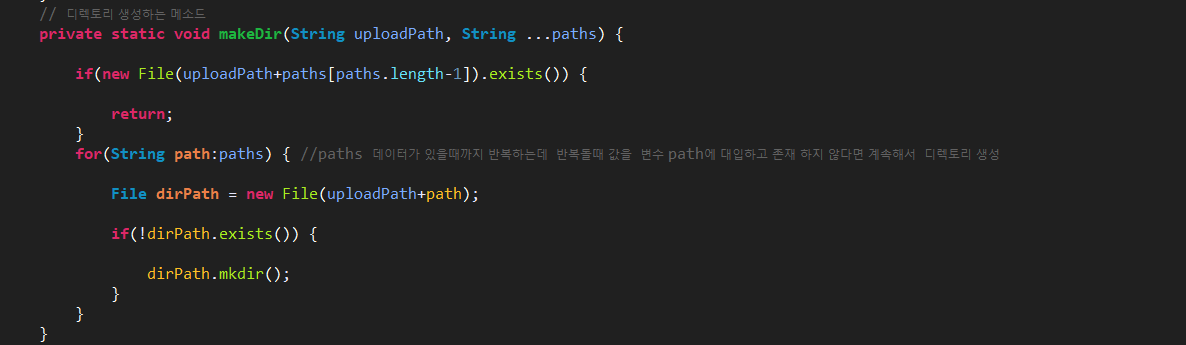 // 디렉토리 생성하는 메소드
private static void makeDir(String uploadPath, String ...paths) {
if(new File(uploadPath+paths[paths.length-1]).exists()) {
return;
}
for(String path:paths) { //paths 데이터가 있을때까지 반복하는데 반복돌때 값을 변수 path에 대입하고 존재 하지 않다면 계속해서 디렉토리 생성
File dirPath = new File(uploadPath+path);
if(!dirPath.exists()) {
dirPath.mkdir();
}
}
}